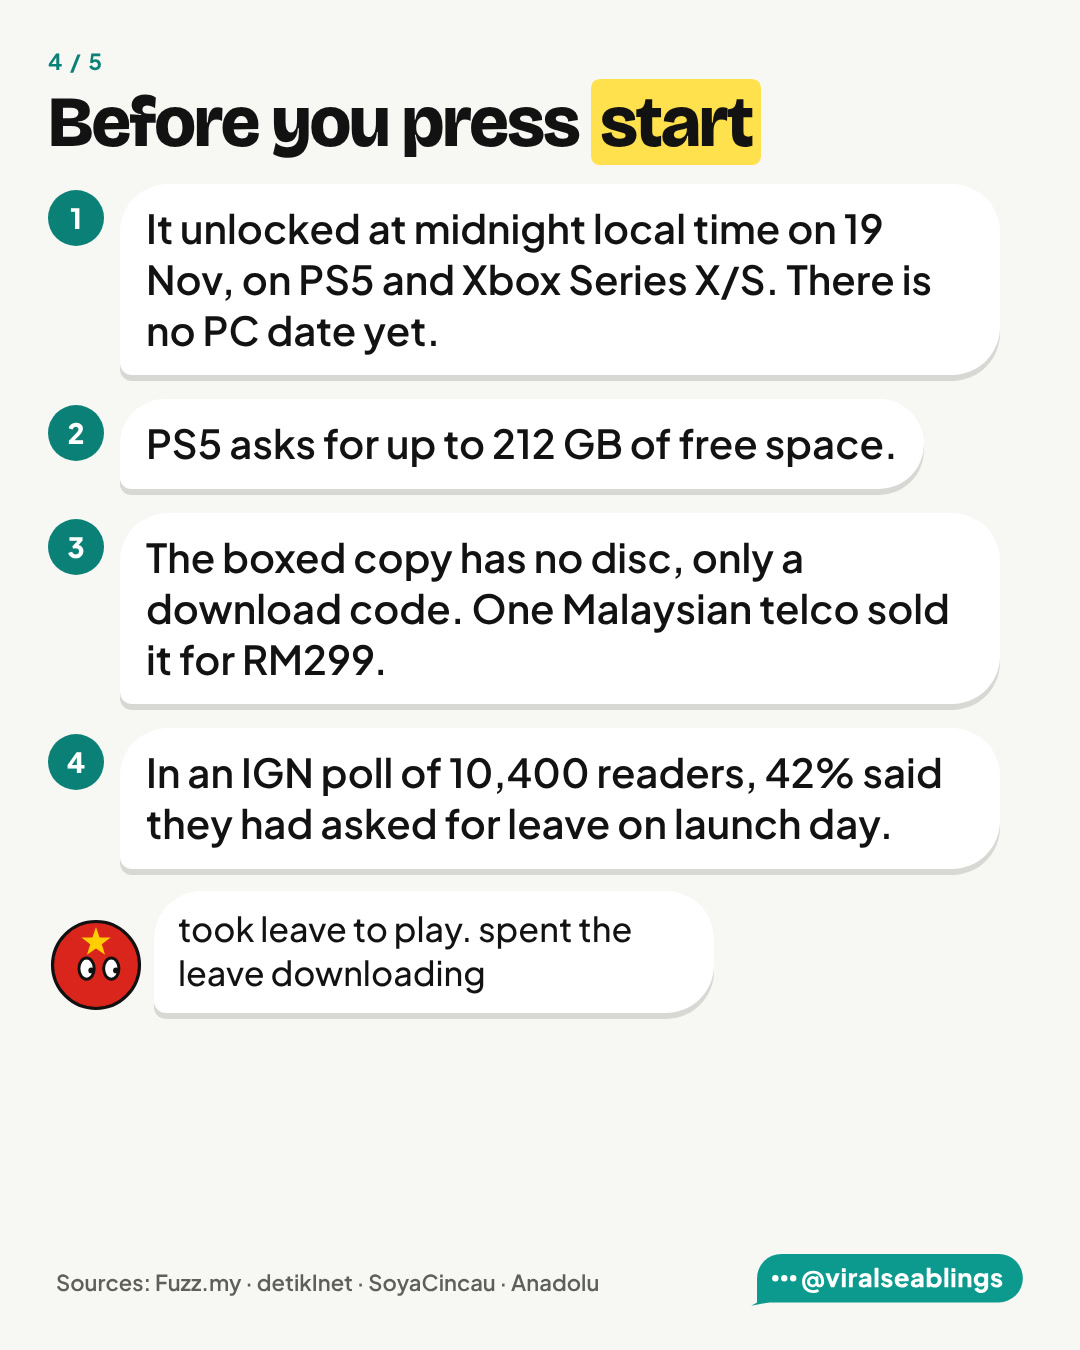 4 / 5
Before you press start
1
It unlocked at midnight local time on 19
Nov, on PS5 and Xbox Series X/S. There is
no PC date yet.
2
PS5 asks for up to 212 GB of free space.
3
The boxed copy has no disc, only a
download code. One Malaysian telco sold
it for RM299.
4
In an IGN poll of 10,400 readers, 42% said
they had asked for leave on launch day.
took leave to play. spent the
leave downloading
Sources: Fuzz.my · detikInet · SoyaCincau · Anadolu
@viralseablings